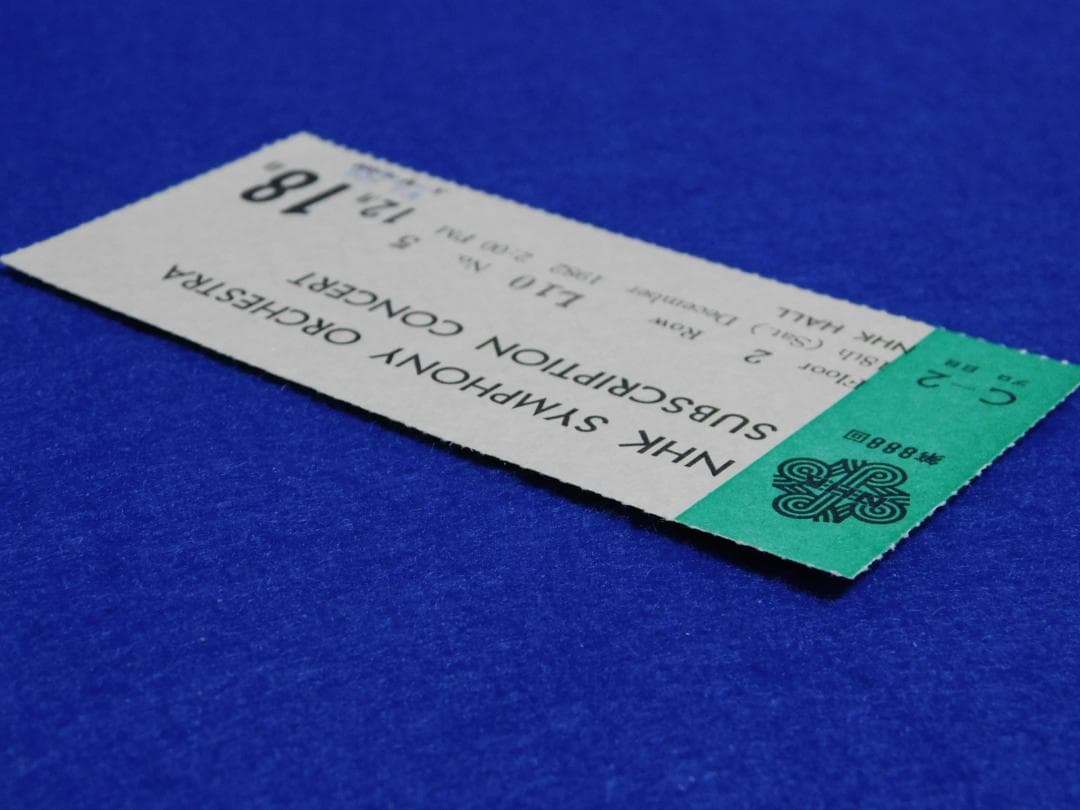 第888回
C-2
NHK SYMPHONY ORCHESTRA
SUBSCRIPTION CONCERT
Floor 2 Row L10 No. 5
18th (Sat.) December 1982 2:00 PM
NHK HALL
12月18日